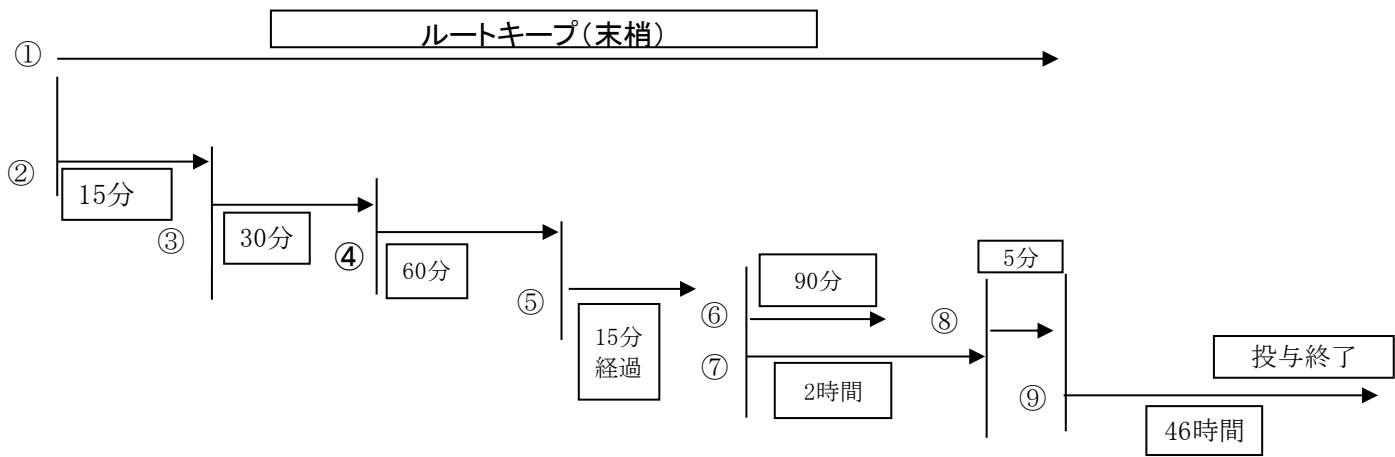 ルートキープ（末梢）
①
②
15分
③
30分
④
60分
⑤
15分
経過
⑥
90分
⑦
2時間
⑧
5分
⑨
投与終了
46時間